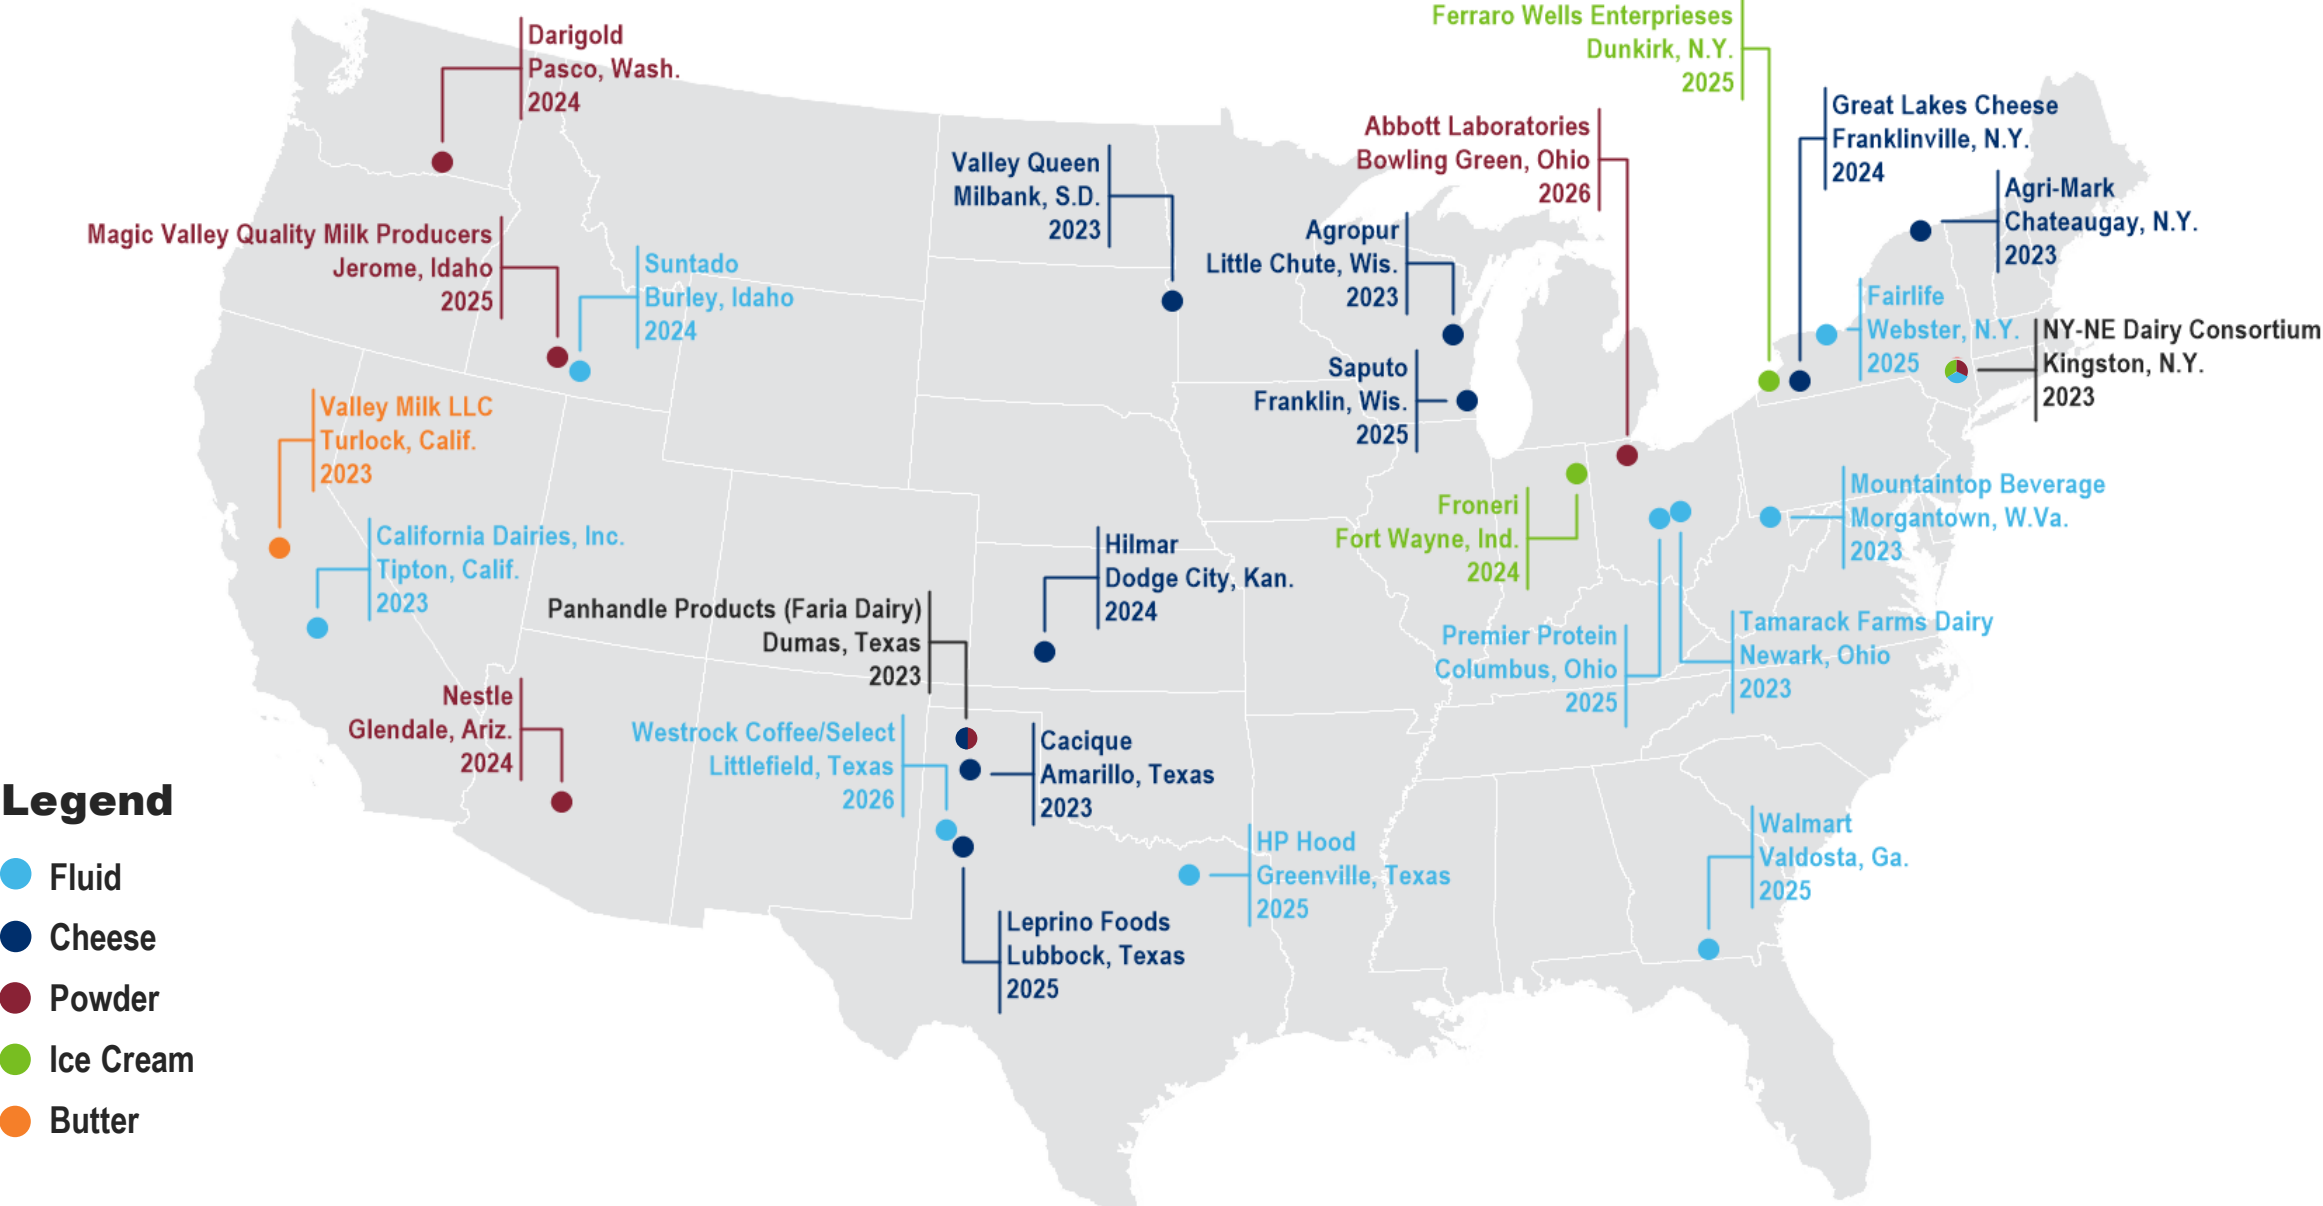 Ferraro Wells Enterprieses
Dunkirk, N.Y.
2025
Darigold
Pasco, Wash.
2024
Great Lakes Cheese
Franklinville, N.Y.
2024
Abbott Laboratories
Bowling Green, Ohio
2026
Valley Queen
Milbank, S.D.
2023
Agri-Mark
Chateaugay, N.Y.
2023
Magic Valley Quality Milk Producers
Jerome, Idaho
2025
Agropur
Little Chute, Wis.
2023
Suntado
Burley, Idaho
2024
Fairlife
Webster, N.Y.
2025
NY-NE Dairy Consortium
Kingston, N.Y.
2023
Saputo
Franklin, Wis.
2025
Valley Milk LLC
Turlock, Calif.
2023
Mountaintop Beverage
Morgantown, W.Va.
2023
Froneri
Fort Wayne, Ind.
2024
California Dairies, Inc.
Tipton, Calif.
2023
Hilmar
Dodge City, Kan.
2024
Panhandle Products (Faria Dairy)
Dumas, Texas
2023
Tamarack Farms Dairy
Newark, Ohio
2023
Premier Protein
Columbus, Ohio
2025
Nestle
Glendale, Ariz.
2024
Westrock Coffee/Select
Littlefield, Texas
2026
Cacique
Amarillo, Texas
2023
Walmart
Valdosta, Ga.
2025
HP Hood
Greenville, Texas
2025
Leprino Foods
Lubbock, Texas
2025
Legend
Fluid
Cheese
Powder
Ice Cream
Butter